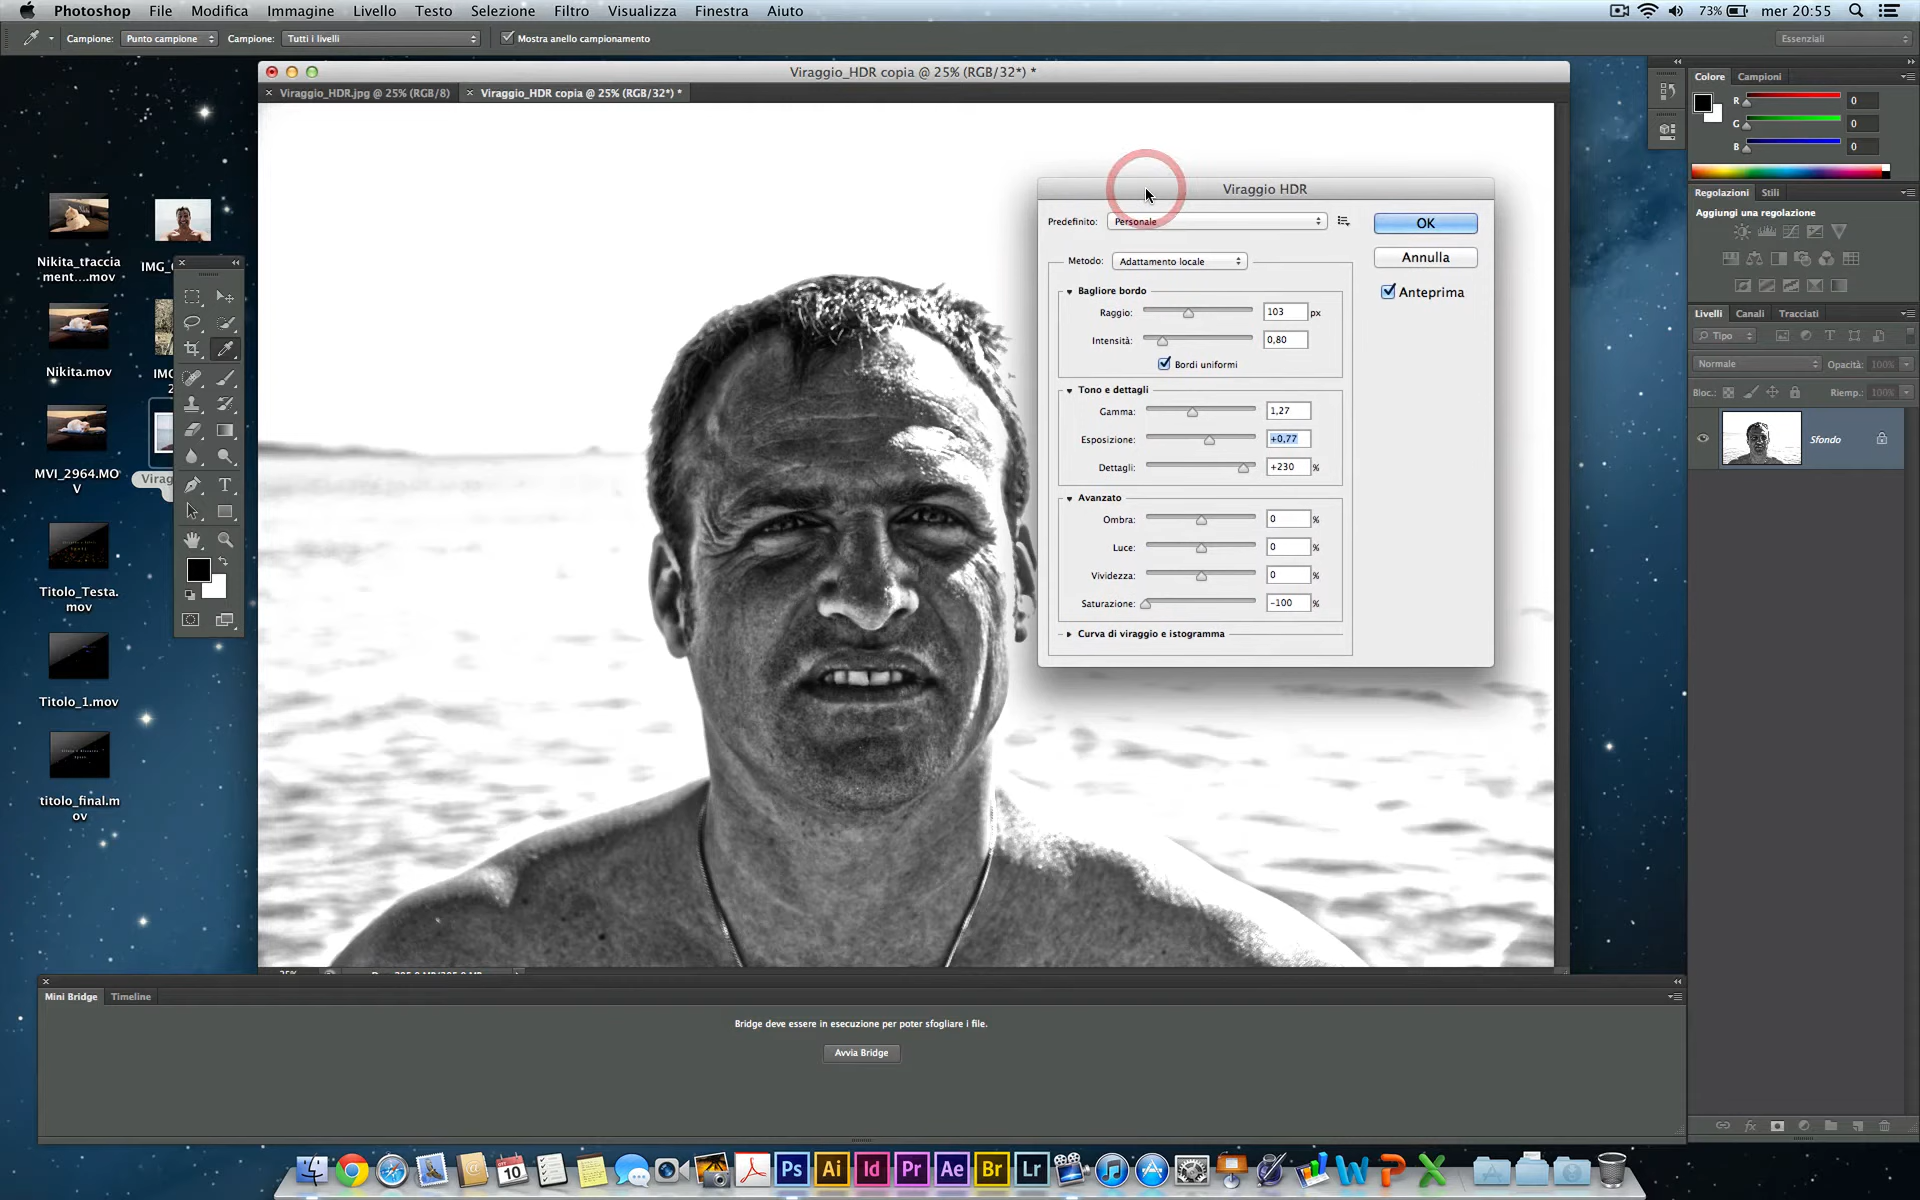 Photoshop File Modifica Immagine Livello Testo Selezione Filtro Visualizza Finestra Aiuto 73% mer 20:55
Campione: Punto campione Campione: Tutti i livelli Mostra anello campionamento Essenziali
Viraggio_HDR copia @ 25% (RGB/32*) *
Viraggio_HDR.jpg @ 25% (RGB/8) Viraggio_HDR copia @ 25% (RGB/32*) *
Colore Campioni
R 0
G 0
B 0
Regolazioni Stili
Aggiungi una regolazione
Livelli Canali Tracciati
Tipo
Normale Opacità: 100%
Bloc.: Riemp.: 100%
Sfondo
Nikita_traccia
ment....mov
Nikita.mov
MVI_2964.MO
V
Titolo_Testa.
mov
Titolo_1.mov
titolo_final.m
ov
Viraggio HDR
Predefinito: Personale OK
Annulla
Metodo: Adattamento locale
Anteprima
Bagliore bordo
Raggio: 103 px
Intensità: 0,80
Bordi uniformi
Tono e dettagli
Gamma: 1,27
Esposizione: +0,77
Dettagli: +230 %
Avanzato
Ombra: 0 %
Luce: 0 %
Vividezza: 0 %
Saturazione: -100 %
Curva di viraggio e istogramma
Mini Bridge Timeline
Bridge deve essere in esecuzione per poter sfogliare i file.
Avvia Bridge
10
Ps Ai Id Pr Ae Br Lr